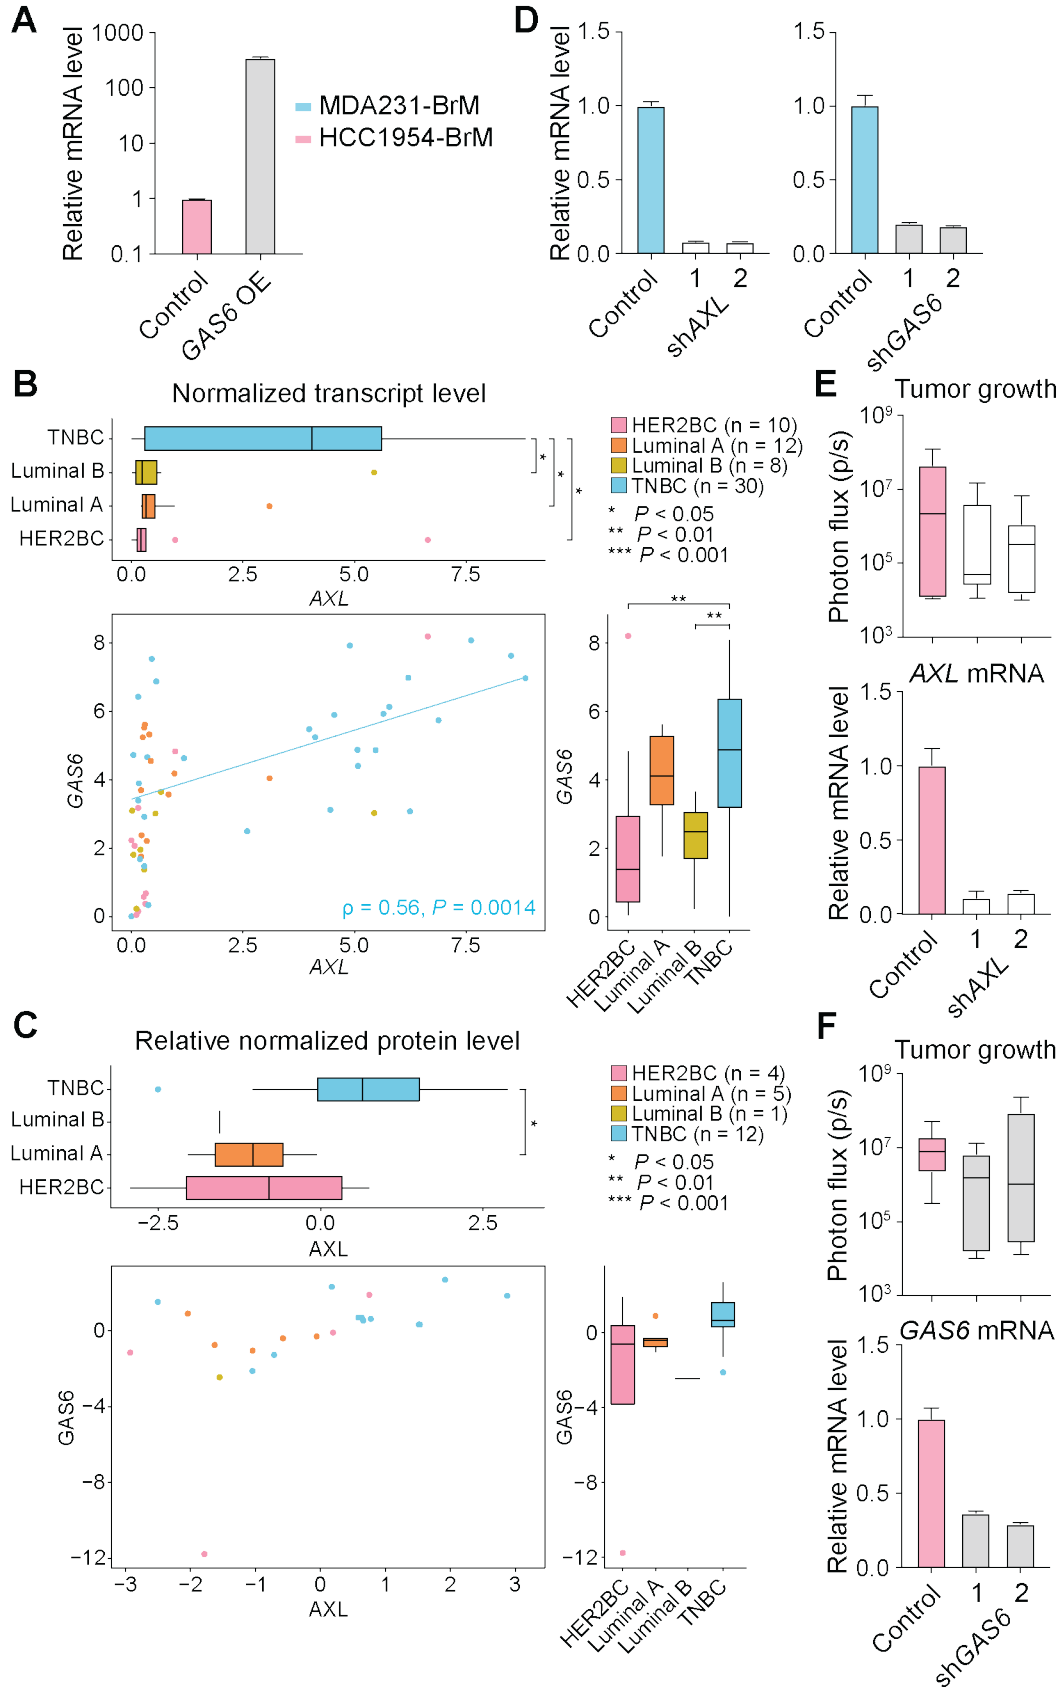 A
Relative mRNA level
1000
100
10
1
0.1
Control
GAS6 OE
MDA231-BrM
HCC1954-BrM
D
Relative mRNA level
1.5
1.0
0.5
0.0
Control
1
2
shAXL
1.5
1.0
0.5
0.0
Control
1
2
shGAS6
B
Normalized transcript level
TNBC
Luminal B
Luminal A
HER2BC
*
*
*
0.0
2.5
5.0
7.5
AXL
HER2BC (n = 10)
Luminal A (n = 12)
Luminal B (n = 8)
TNBC (n = 30)
* P < 0.05
** P < 0.01
*** P < 0.001
GAS6
8
6
4
2
0
ρ = 0.56, P = 0.0014
0.0
2.5
5.0
7.5
AXL
**
**
GAS6
8
6
4
2
0
HER2BC
Luminal A
Luminal B
TNBC
C
Relative normalized protein level
TNBC
Luminal B
Luminal A
HER2BC
*
−2.5
0.0
2.5
AXL
HER2BC (n = 4)
Luminal A (n = 5)
Luminal B (n = 1)
TNBC (n = 12)
* P < 0.05
** P < 0.01
*** P < 0.001
GAS6
0
−4
−8
−12
−3
−2
−1
0
1
2
3
AXL
GAS6
0
−4
−8
−12
HER2BC
Luminal A
Luminal B
TNBC
E
Tumor growth
Photon flux (p/s)
10⁹
10⁷
10⁵
10³
AXL mRNA
Relative mRNA level
1.5
1.0
0.5
0.0
Control
1
2
shAXL
F
Tumor growth
Photon flux (p/s)
10⁹
10⁷
10⁵
10³
GAS6 mRNA
Relative mRNA level
1.5
1.0
0.5
0.0
Control
1
2
shGAS6